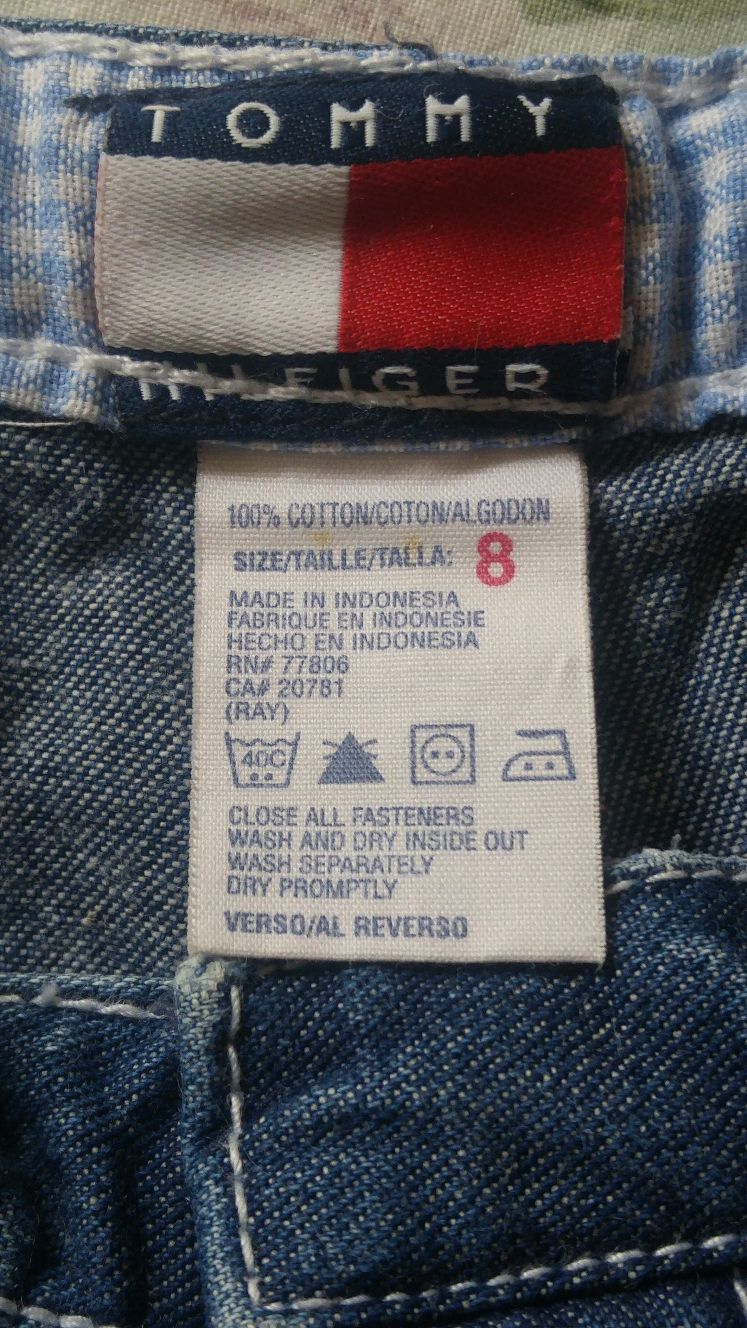 TOMMY
HILFIGER
100% COTTON/COTON/ALGODON
SIZE/TAILLE/TALLA: 8
MADE IN INDONESIA
FABRIQUE EN INDONESIE
HECHO EN INDONESIA
RN# 77806
CA# 20781
(RAY)
40C
CLOSE ALL FASTENERS
WASH AND DRY INSIDE OUT
WASH SEPARATELY
DRY PROMPTLY
VERSO/AL REVERSO